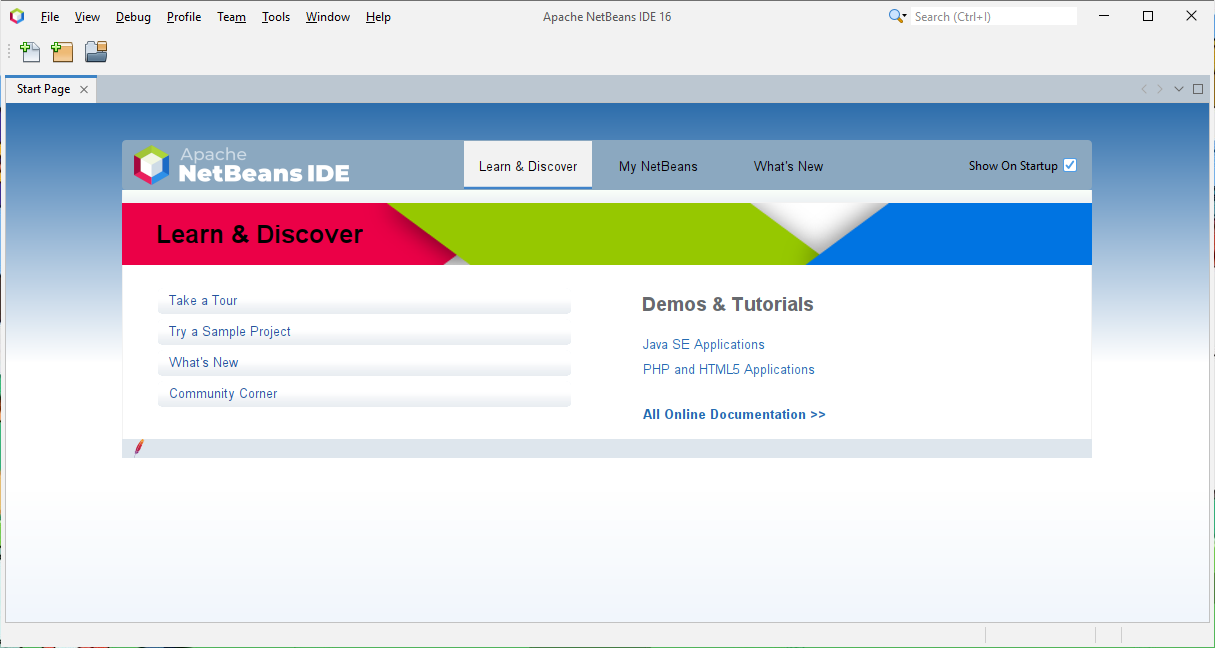 File View Debug Profile Team Tools Window Help Apache NetBeans IDE 16 Search (Ctrl+I)
Start Page
Apache
NetBeans IDE
Learn & Discover My NetBeans What's New Show On Startup
Learn & Discover
Take a Tour
Try a Sample Project
What's New
Community Corner
Demos & Tutorials
Java SE Applications
PHP and HTML5 Applications
All Online Documentation >>